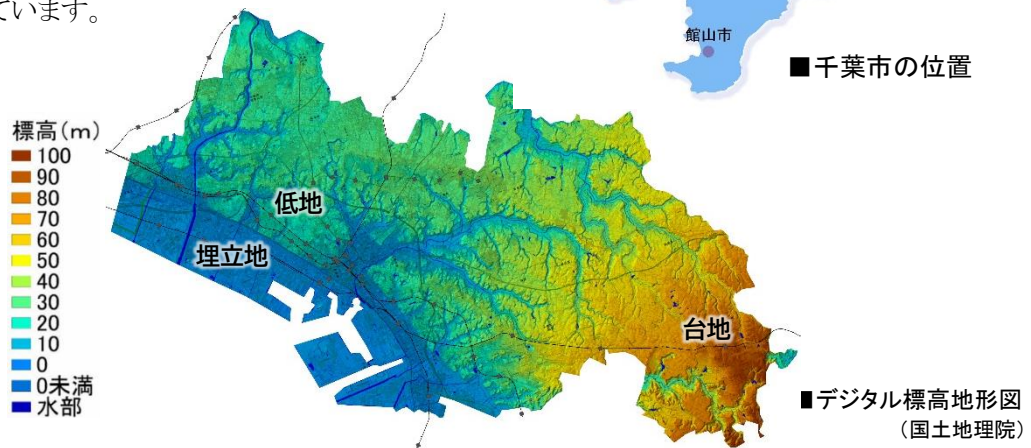 ています。
館山市
■千葉市の位置
標高(m)
100
90
80
70
60
50
40
30
20
10
0
0未満
水部
低地
埋立地
台地
■デジタル標高地形図
(国土地理院)